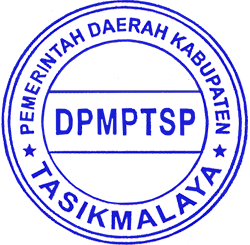 PEMERINTAH DAERAH KABUPATEN
DPMPTSP
TASIKMALAYA